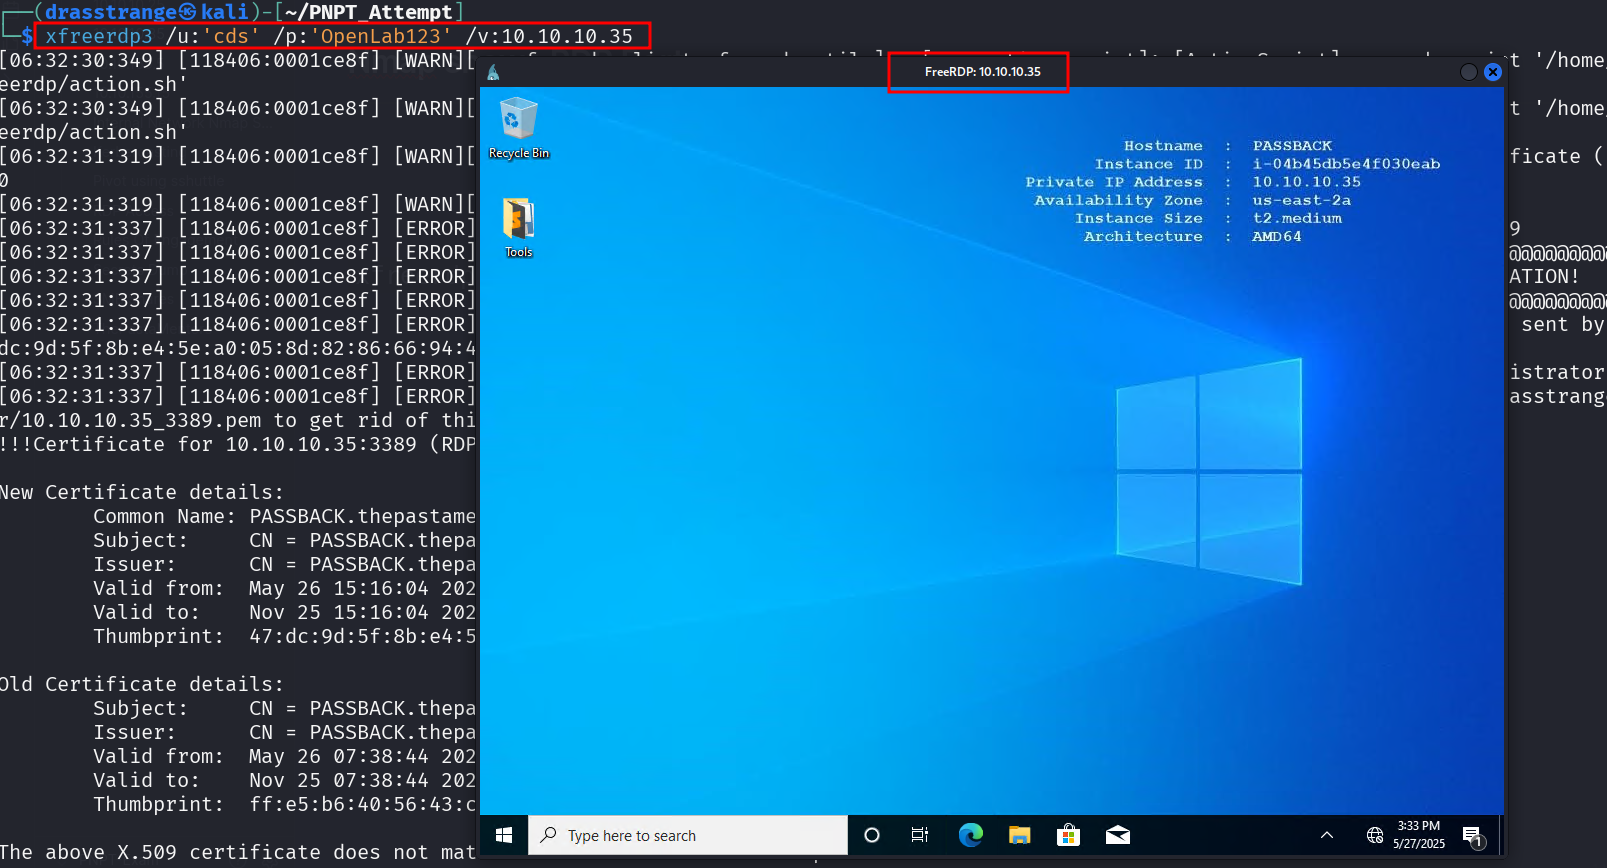 (drasstrange㉿kali)-[~/PNPT_Attempt]
$ xfreerdp3 /u:'cds' /p:'OpenLab123' /v:10.10.10.35
[06:32:30:349] [118406:0001ce8f] [WARN][ t '/home/
eerdp/action.sh'
[06:32:30:349] [118406:0001ce8f] [WARN][ t '/home/
eerdp/action.sh'
[06:32:31:319] [118406:0001ce8f] [WARN][ ficate (
0
[06:32:31:319] [118406:0001ce8f] [WARN][
[06:32:31:337] [118406:0001ce8f] [ERROR] 9
[06:32:31:337] [118406:0001ce8f] [ERROR] @@@@@@@@
[06:32:31:337] [118406:0001ce8f] [ERROR] ATION!
[06:32:31:337] [118406:0001ce8f] [ERROR] @@@@@@@@
[06:32:31:337] [118406:0001ce8f] [ERROR] sent by
dc:9d:5f:8b:e4:5e:a0:05:8d:82:86:66:94:4
[06:32:31:337] [118406:0001ce8f] [ERROR] istrator
[06:32:31:337] [118406:0001ce8f] [ERROR] asstrang
r/10.10.10.35_3389.pem to get rid of thi
!!!Certificate for 10.10.10.35:3389 (RDP
New Certificate details:
Common Name: PASSBACK.thepastame
Subject: CN = PASSBACK.thepa
Issuer: CN = PASSBACK.thepa
Valid from: May 26 15:16:04 202
Valid to: Nov 25 15:16:04 202
Thumbprint: 47:dc:9d:5f:8b:e4:5
Old Certificate details:
Subject: CN = PASSBACK.thepa
Issuer: CN = PASSBACK.thepa
Valid from: May 26 07:38:44 202
Valid to: Nov 25 07:38:44 202
Thumbprint: ff:e5:b6:40:56:43:c
The above X.509 certificate does not mat
FreeRDP: 10.10.10.35
Recycle Bin
Tools
Hostname : PASSBACK
Instance ID : i-04b45db5e4f030eab
Private IP Address : 10.10.10.35
Availability Zone : us-east-2a
Instance Size : t2.medium
Architecture : AMD64
Type here to search
3:33 PM
5/27/2025
1